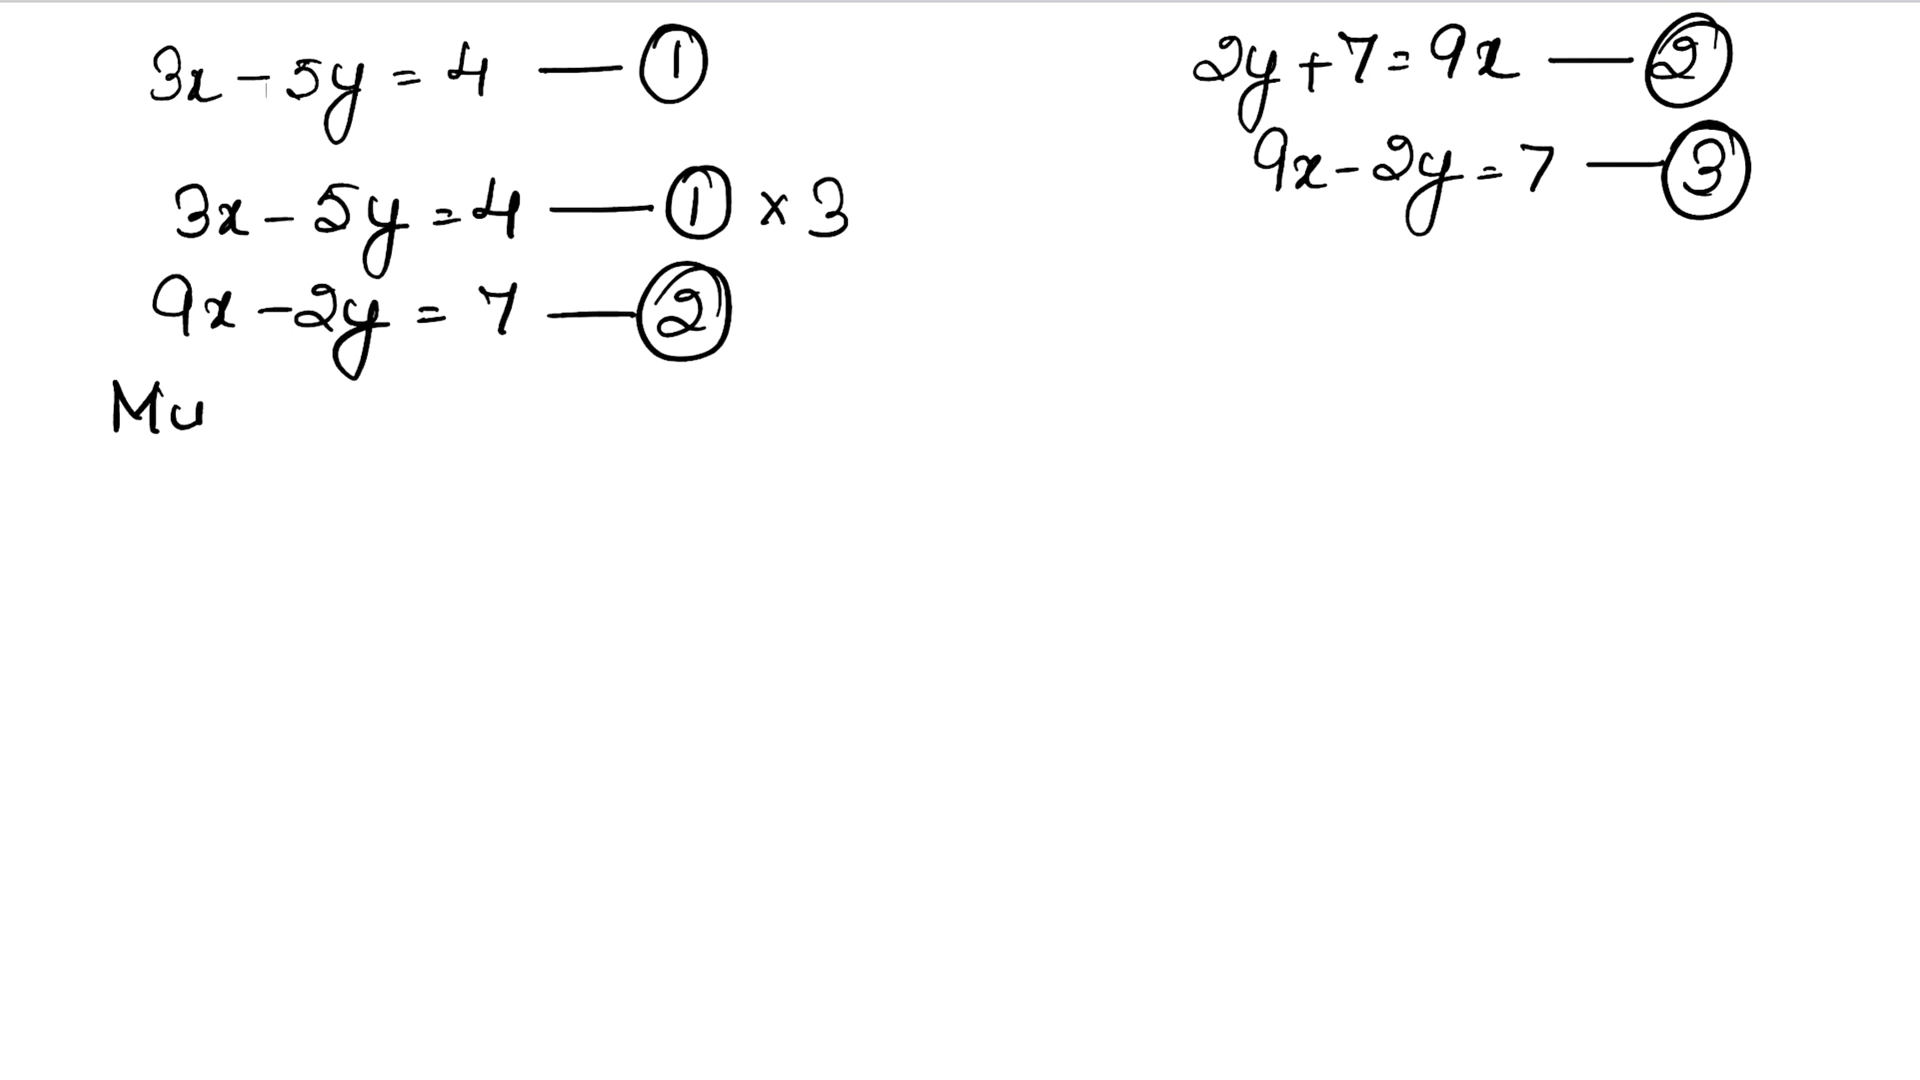 3x - 5y = 4 — ①
3x - 5y = 4 — ① × 3
9x - 2y = 7 — ②
Mu
2y + 7 = 9x — ②
9x - 2y = 7 — ③